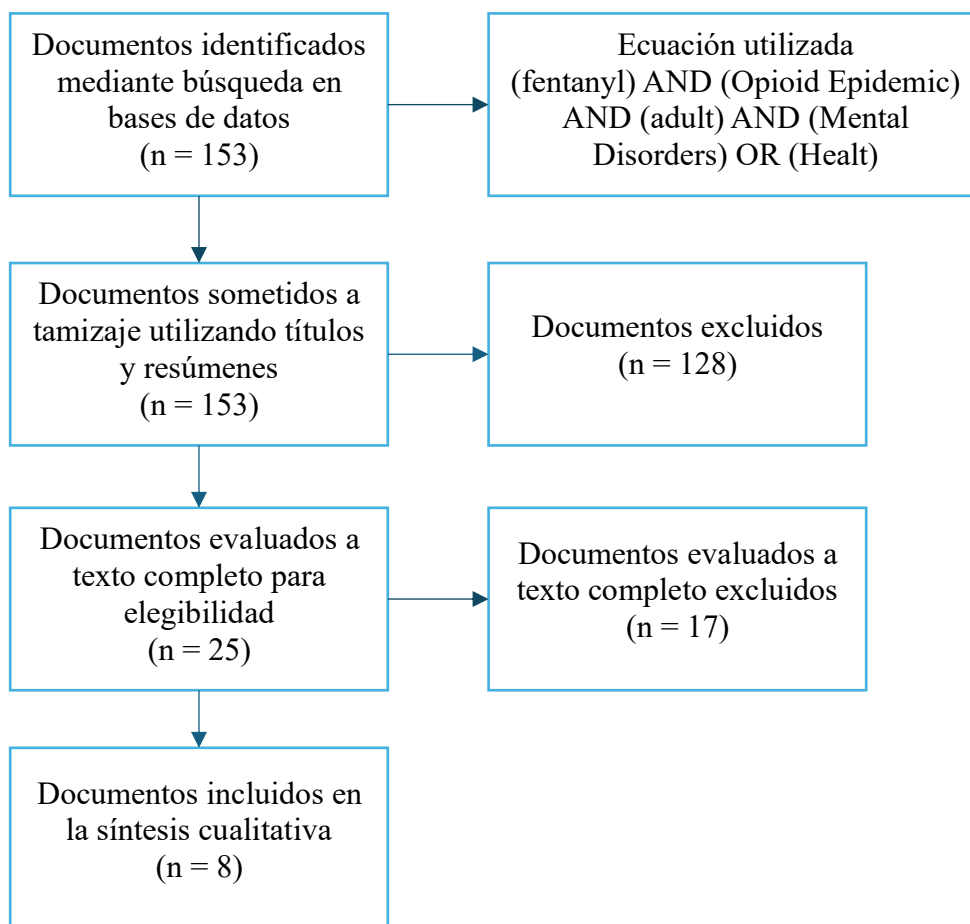 Documentos identificados
mediante búsqueda en
bases de datos
(n = 153)
Ecuación utilizada
(fentanyl) AND (Opioid Epidemic)
AND (adult) AND (Mental
Disorders) OR (Healt)
Documentos sometidos a
tamizaje utilizando títulos
y resúmenes
(n = 153)
Documentos excluidos
(n = 128)
Documentos evaluados a
texto completo para
elegibilidad
(n = 25)
Documentos evaluados a
texto completo excluidos
(n = 17)
Documentos incluidos en
la síntesis cualitativa
(n = 8)